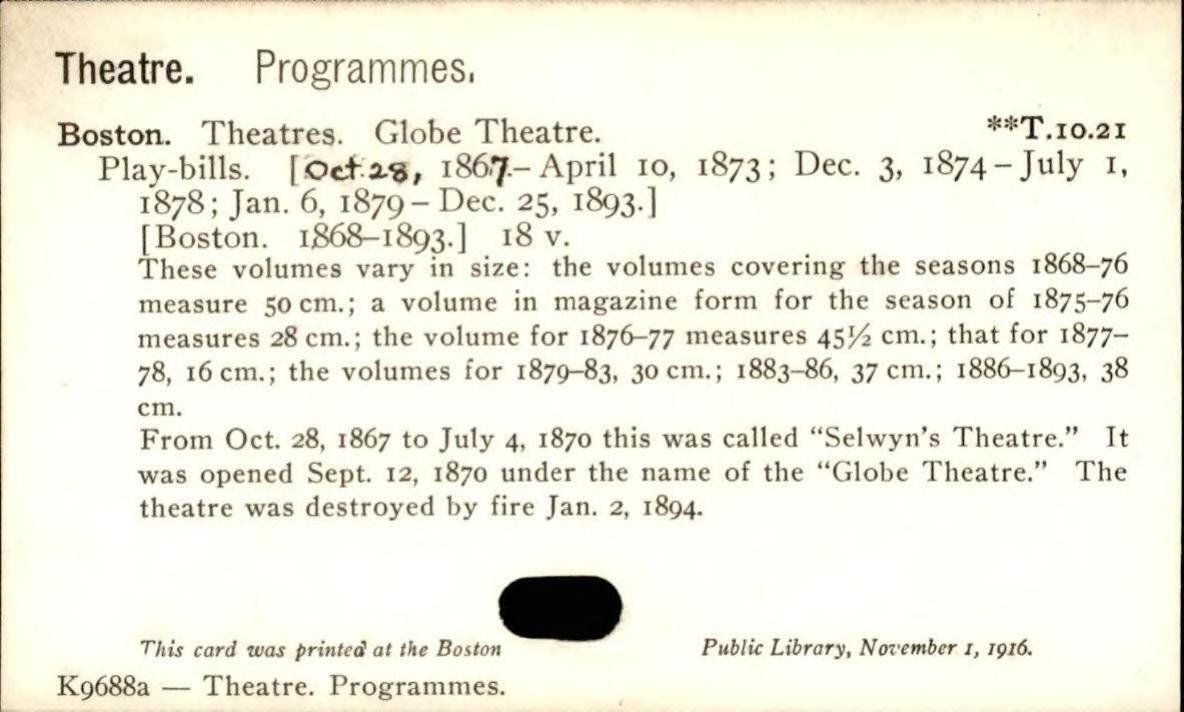 Theatre. Programmes.
Boston. Theatres. Globe Theatre. **T.10.21
Play-bills. [Oct. 28, 1867.– April 10, 1873; Dec. 3, 1874 – July 1,
1878; Jan. 6, 1879 – Dec. 25, 1893.]
[Boston. 1868–1893.] 18 v.
These volumes vary in size: the volumes covering the seasons 1868–76
measure 50 cm.; a volume in magazine form for the season of 1875–76
measures 28 cm.; the volume for 1876–77 measures 45½ cm.; that for 1877–
78, 16 cm.; the volumes for 1879–83, 30 cm.; 1883–86, 37 cm.; 1886–1893, 38
cm.
From Oct. 28, 1867 to July 4, 1870 this was called “Selwyn’s Theatre.” It
was opened Sept. 12, 1870 under the name of the “Globe Theatre.” The
theatre was destroyed by fire Jan. 2, 1894.
This card was printed at the Boston Public Library, November 1, 1916.
K9688a — Theatre. Programmes.